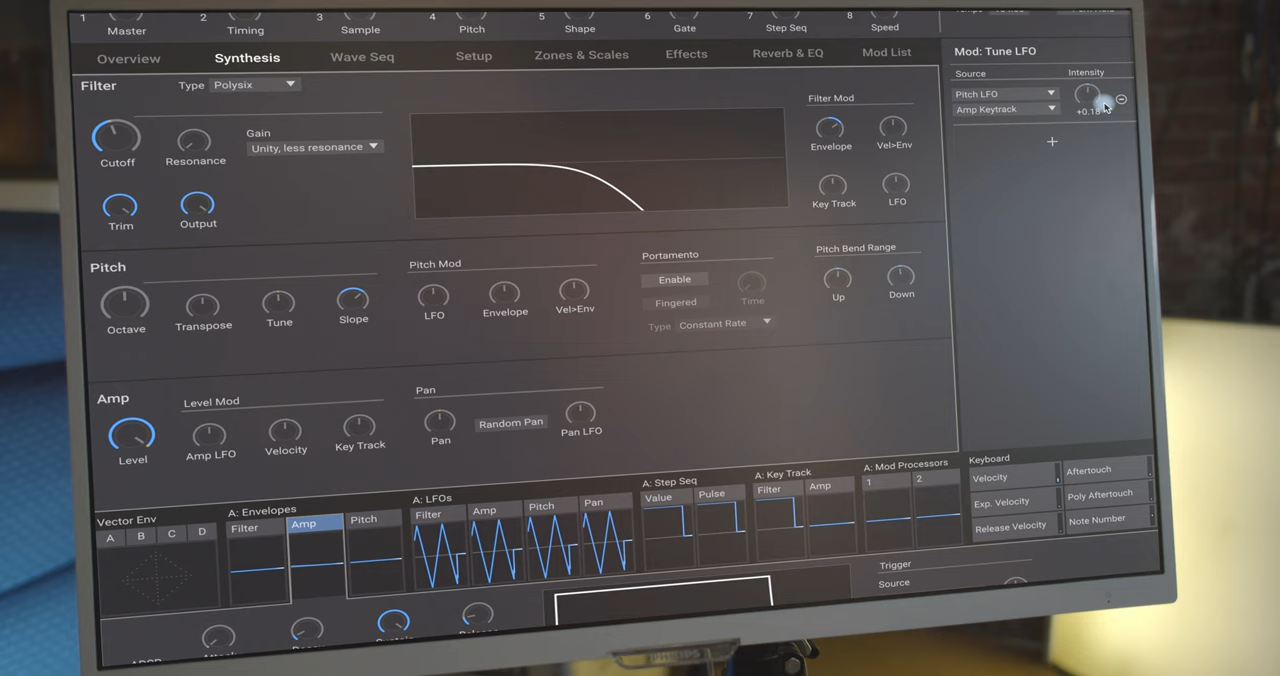 1 2 3 4 5 6 7 8
Master Timing Sample Pitch Shape Gate Step Seq Speed
Overview Synthesis Wave Seq Setup Zones & Scales Effects Reverb & EQ Mod List
Mod: Tune LFO
Source Intensity
Pitch LFO
Amp Keytrack
+0.18
+
Filter Type Polysix
Cutoff
Resonance
Gain
Unity, less resonance
Trim
Output
Filter Mod
Envelope
Vel>Env
Key Track
LFO
Pitch
Octave
Transpose
Tune
Slope
Pitch Mod
LFO
Envelope
Vel>Env
Portamento
Enable
Fingered
Time
Type Constant Rate
Pitch Bend Range
Up
Down
Amp
Level
Level Mod
Amp LFO
Velocity
Key Track
Pan
Pan
Random Pan
Pan LFO
Vector Env
A B C D
A: Envelopes
Filter Amp Pitch
A: LFOs
Filter Amp Pitch Pan
A: Step Seq
Value Pulse
A: Key Track
Filter Amp
A: Mod Processors
1 2
Keyboard
Velocity Aftertouch
Exp. Velocity Poly Aftertouch
Release Velocity Note Number
Trigger
Source
PHILIPS